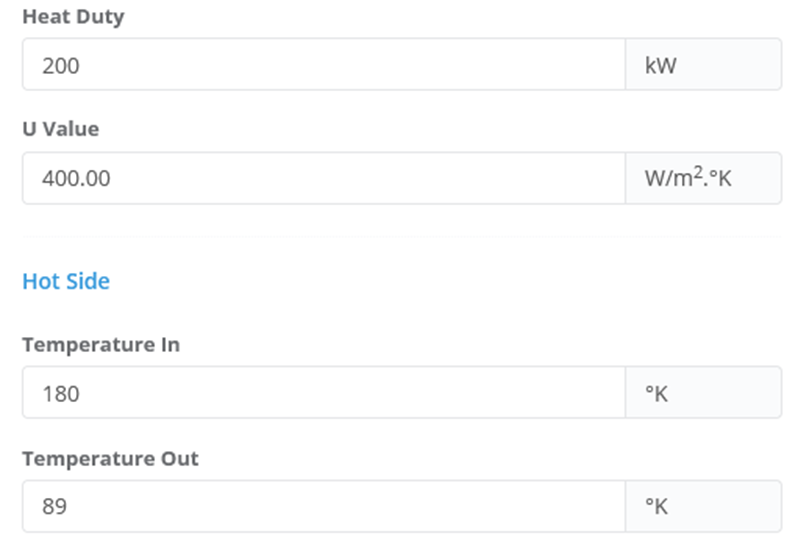 Heat Duty
200 kW
U Value
400.00 W/m².°K
Hot Side
Temperature In
180 °K
Temperature Out
89 °K